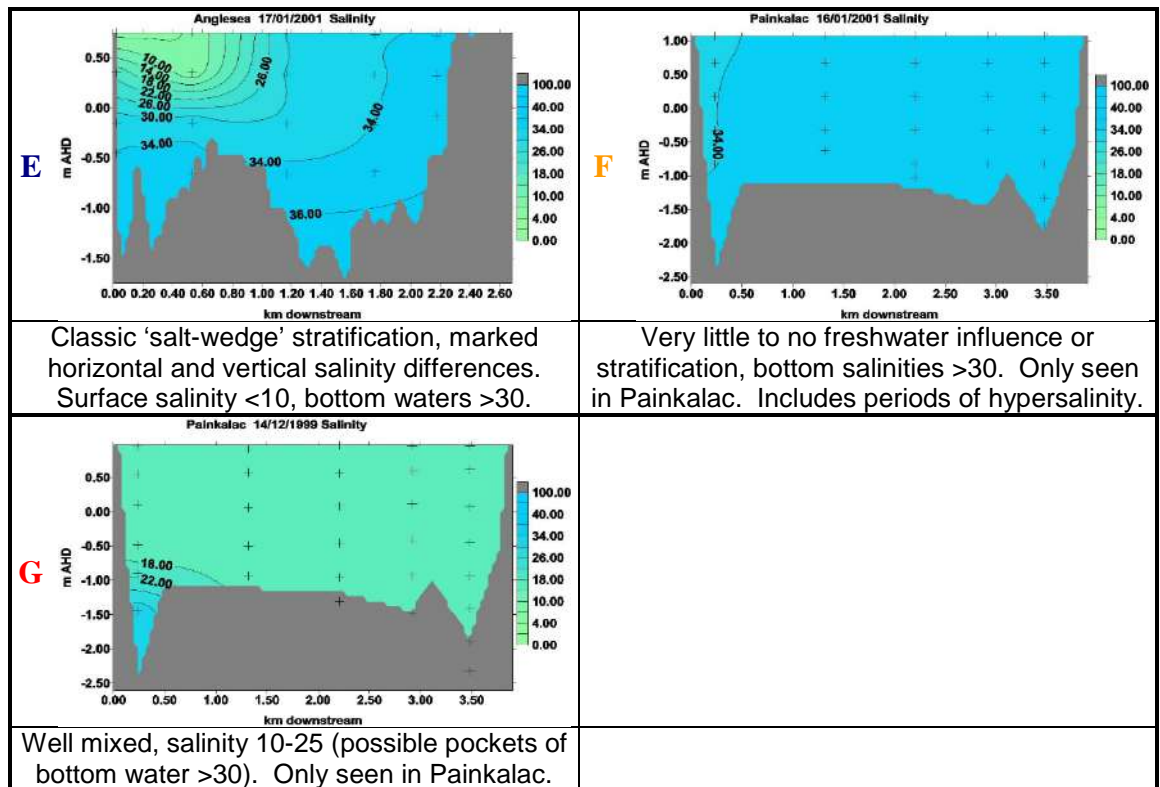 Anglesea 17/01/2001 Salinity
0.50
0.00
-0.50
-1.00
-1.50
m AHD
10.00
14.00
18.00
22.00
26.00
30.00
34.00
26.00
34.00
34.00
36.00
100.00
40.00
34.00
26.00
18.00
10.00
4.00
0.00
0.00 0.20 0.40 0.60 0.80 1.00 1.20 1.40 1.60 1.80 2.00 2.20 2.40 2.60
km downstream
E
Classic ‘salt-wedge’ stratification, marked
horizontal and vertical salinity differences.
Surface salinity <10, bottom waters >30.
Painkalac 16/01/2001 Salinity
1.00
0.50
0.00
-0.50
-1.00
-1.50
-2.00
-2.50
m AHD
34.00
100.00
40.00
34.00
26.00
18.00
10.00
4.00
0.00
0.00 0.50 1.00 1.50 2.00 2.50 3.00 3.50
km downstream
F
Very little to no freshwater influence or
stratification, bottom salinities >30. Only seen
in Painkalac. Includes periods of hypersalinity.
Painkalac 14/12/1999 Salinity
0.50
0.00
-0.50
-1.00
-1.50
-2.00
-2.50
m AHD
18.00
22.00
100.00
40.00
34.00
26.00
18.00
10.00
4.00
0.00
0.00 0.50 1.00 1.50 2.00 2.50 3.00 3.50
km downstream
G
Well mixed, salinity 10-25 (possible pockets of
bottom water >30). Only seen in Painkalac.